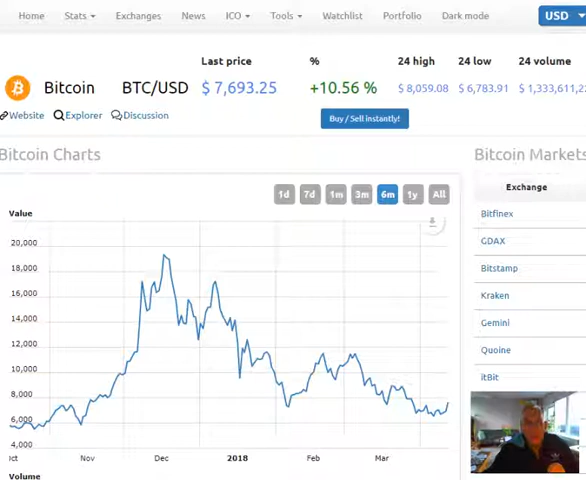 Home Stats Exchanges News ICO Tools Watchlist Portfolio Dark mode USD
Last price % 24 high 24 low 24 volume
Bitcoin BTC/USD $ 7,693.25 +10.56 % $ 8,059.08 $ 6,783.91 $ 1,333,611,2
Website Explorer Discussion Buy / Sell instantly!
Bitcoin Charts
1d 7d 1m 3m 6m 1y All
Value
20,000
18,000
16,000
14,000
12,000
10,000
8,000
6,000
4,000
Nov Dec 2018 Feb Mar
Volume
Bitcoin Markets
Exchange
Bitfinex
GDAX
Bitstamp
Kraken
Gemini
Quoine
itBit